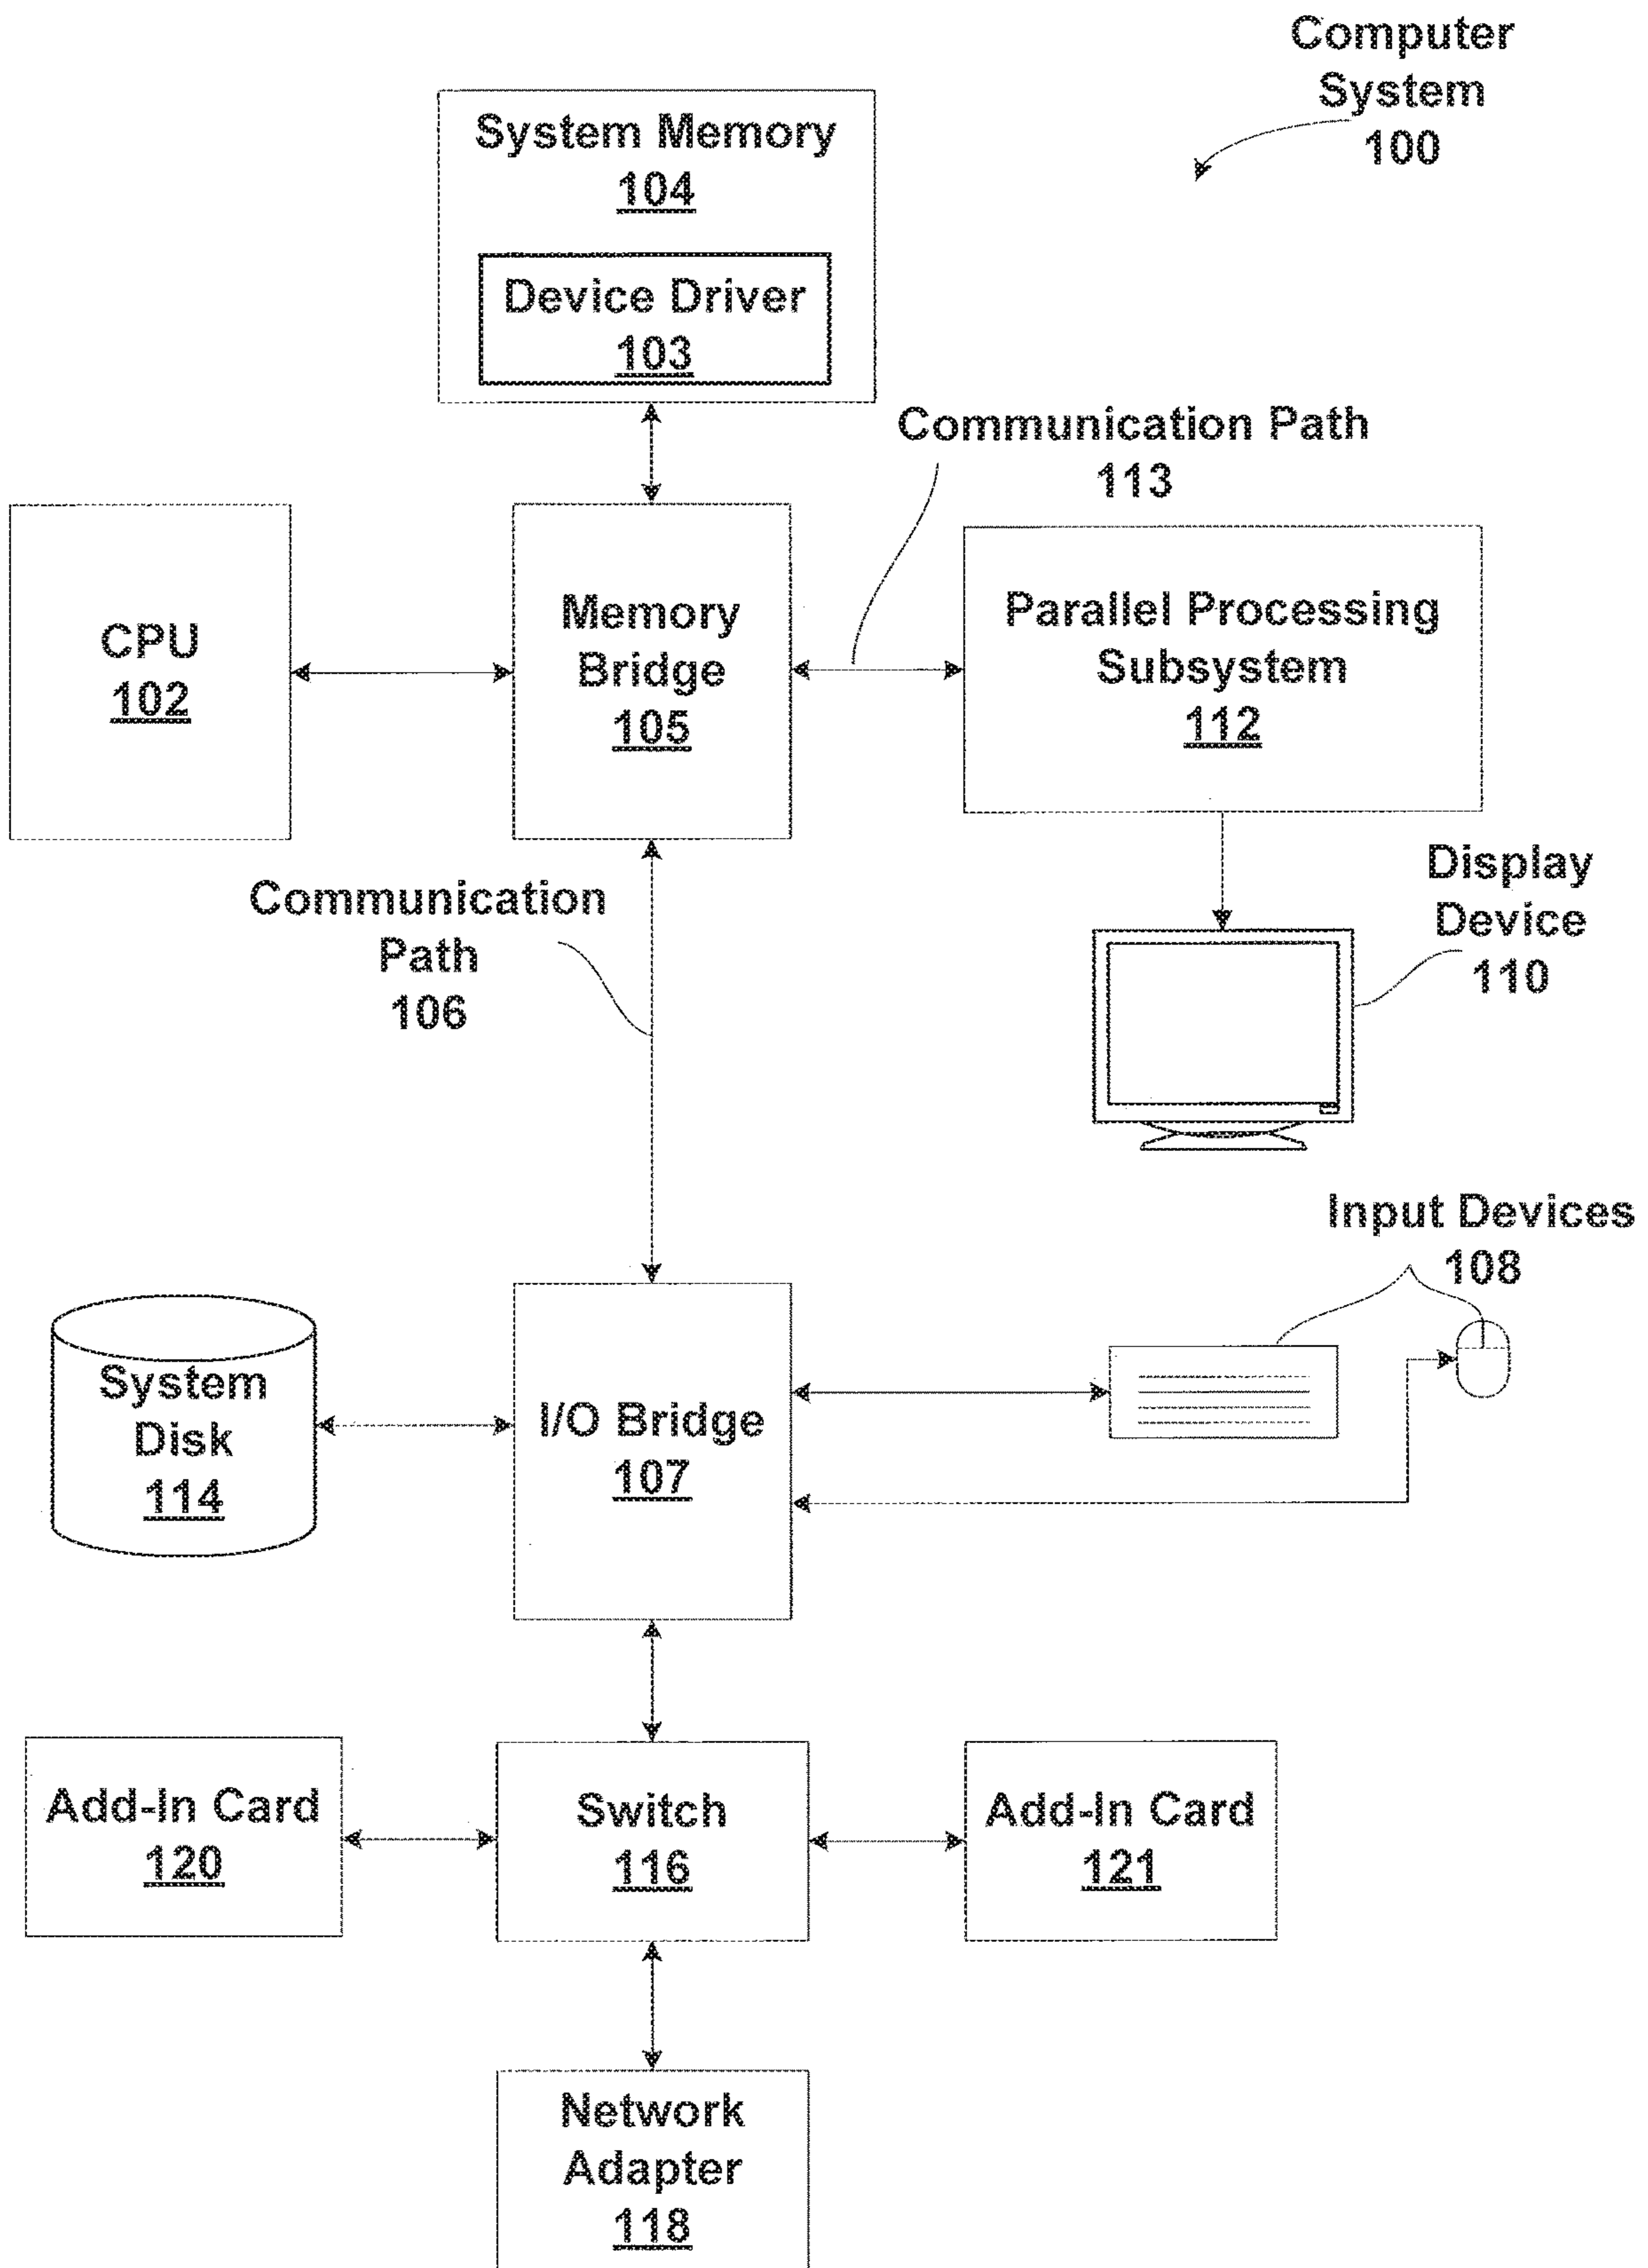 Computer
System
100
System Memory
104
Device Driver
103
Communication Path
113
CPU
102
Memory
Bridge
105
Parallel Processing
Subsystem
112
Communication
Path
106
Display
Device
110
Input Devices
108
System
Disk
114
I/O Bridge
107
Add-In Card
120
Switch
116
Add-In Card
121
Network
Adapter
118